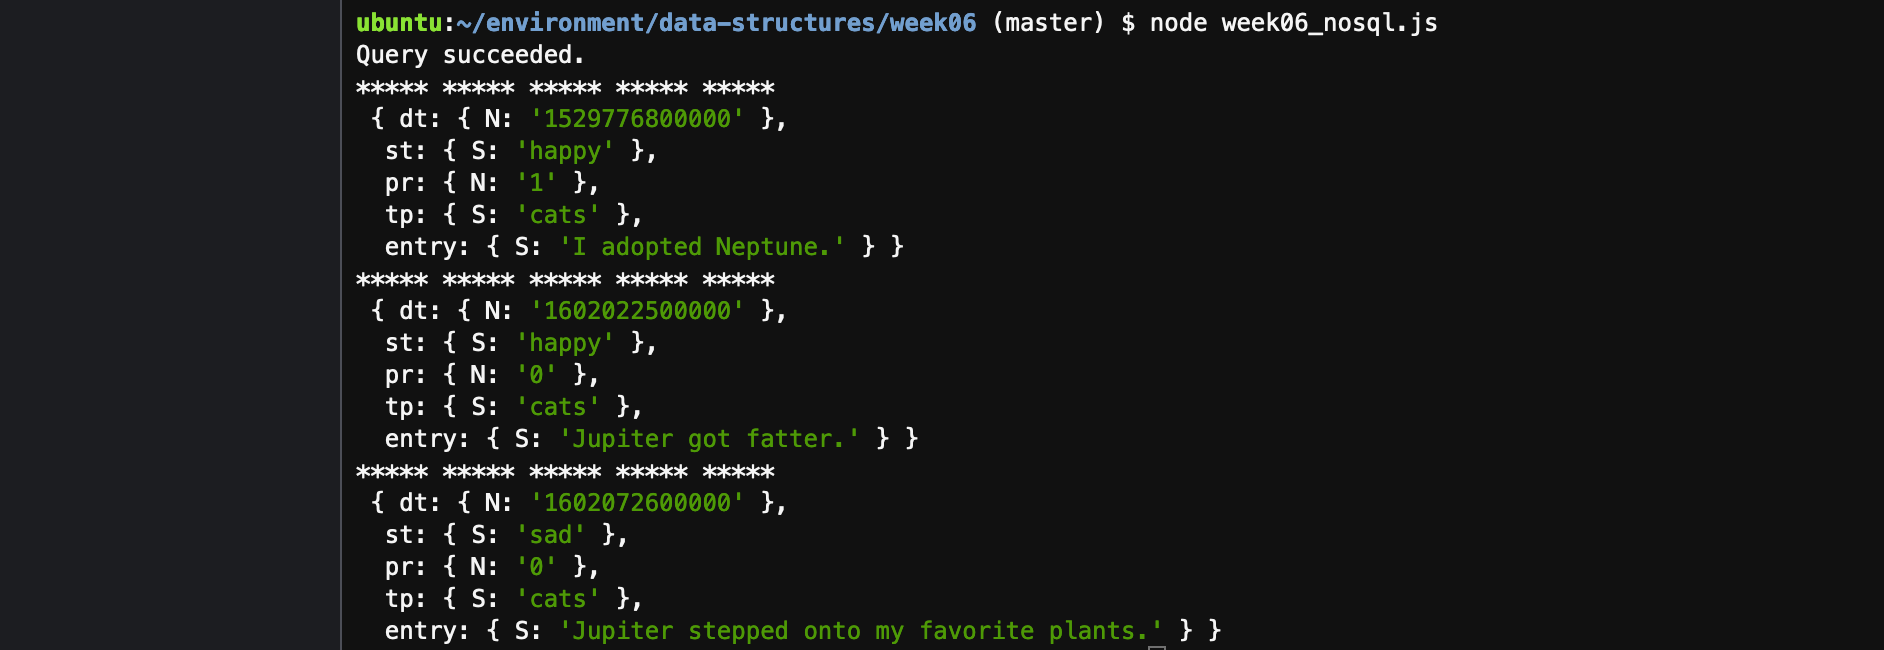 ubuntu:~/environment/data-structures/week06 (master) $ node week06_nosql.js
Query succeeded.
***** ***** ***** ***** *****
 { dt: { N: '1529776800000' },
  st: { S: 'happy' },
  pr: { N: '1' },
  tp: { S: 'cats' },
  entry: { S: 'I adopted Neptune.' } }
***** ***** ***** ***** *****
 { dt: { N: '1602022500000' },
  st: { S: 'happy' },
  pr: { N: '0' },
  tp: { S: 'cats' },
  entry: { S: 'Jupiter got fatter.' } }
***** ***** ***** ***** *****
 { dt: { N: '1602072600000' },
  st: { S: 'sad' },
  pr: { N: '0' },
  tp: { S: 'cats' },
  entry: { S: 'Jupiter stepped onto my favorite plants.' } }